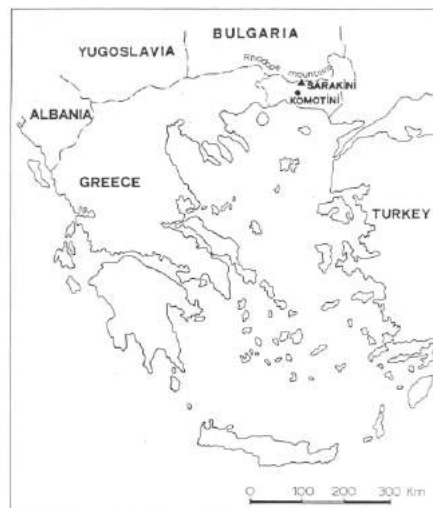 BULGARIA
YUGOSLAVIA
Rhodope mountains
SARAKINI
KOMOTINI
ALBANIA
GREECE
TURKEY
0 100 200 300 Km